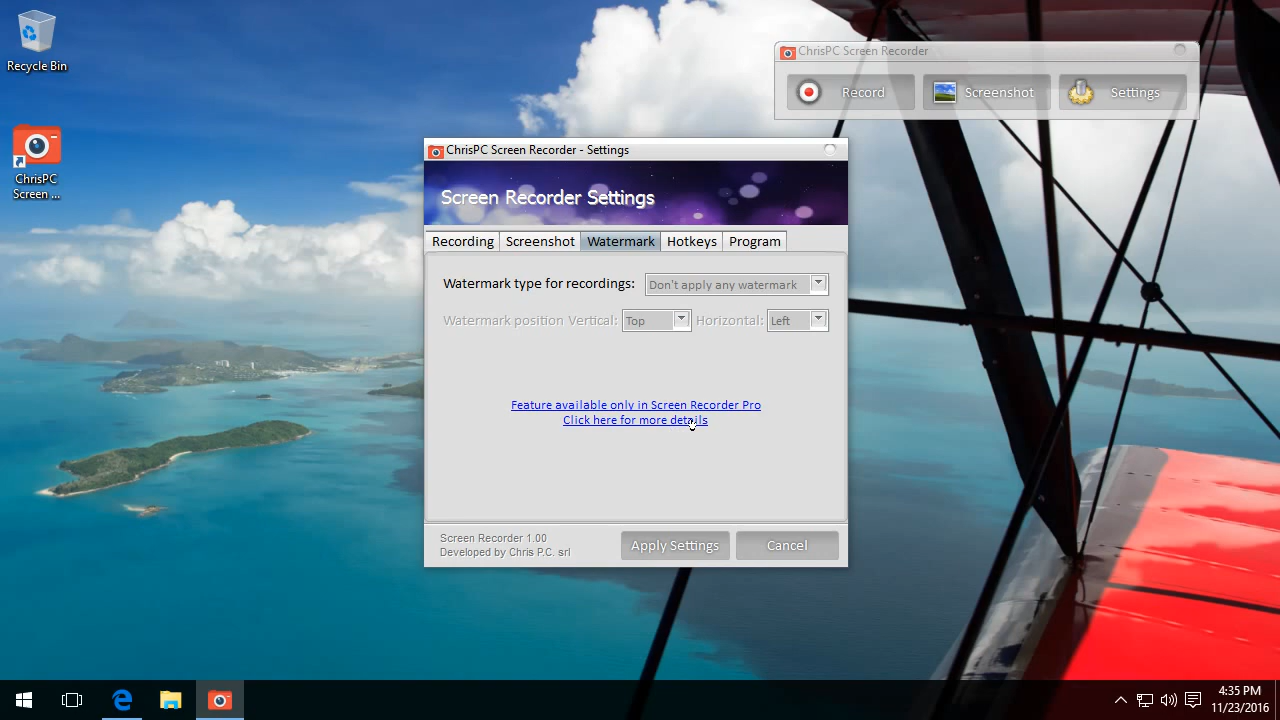 Recycle Bin
ChrisPC
Screen ...
ChrisPC Screen Recorder
Record
Screenshot
Settings
ChrisPC Screen Recorder - Settings
Screen Recorder Settings
Recording
Screenshot
Watermark
Hotkeys
Program
Watermark type for recordings:
Don't apply any watermark
Watermark position Vertical:
Top
Horizontal:
Left
Feature available only in Screen Recorder Pro
Click here for more details
Screen Recorder 1.00
Developed by Chris P.C. srl
Apply Settings
Cancel
4:35 PM
11/23/2016